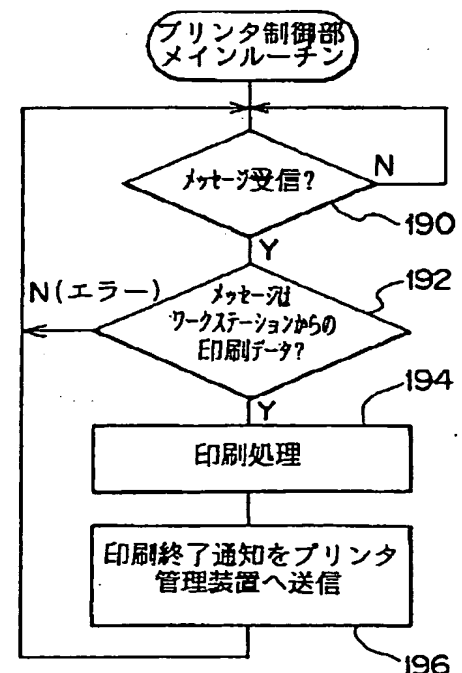 プリンタ制御部
メインルーチン
メッセージ受信?
N
190
Y
192
N(エラー)
メッセージは
ワークステーションからの
印刷データ?
Y
194
印刷処理
印刷終了通知をプリンタ
管理装置へ送信
196